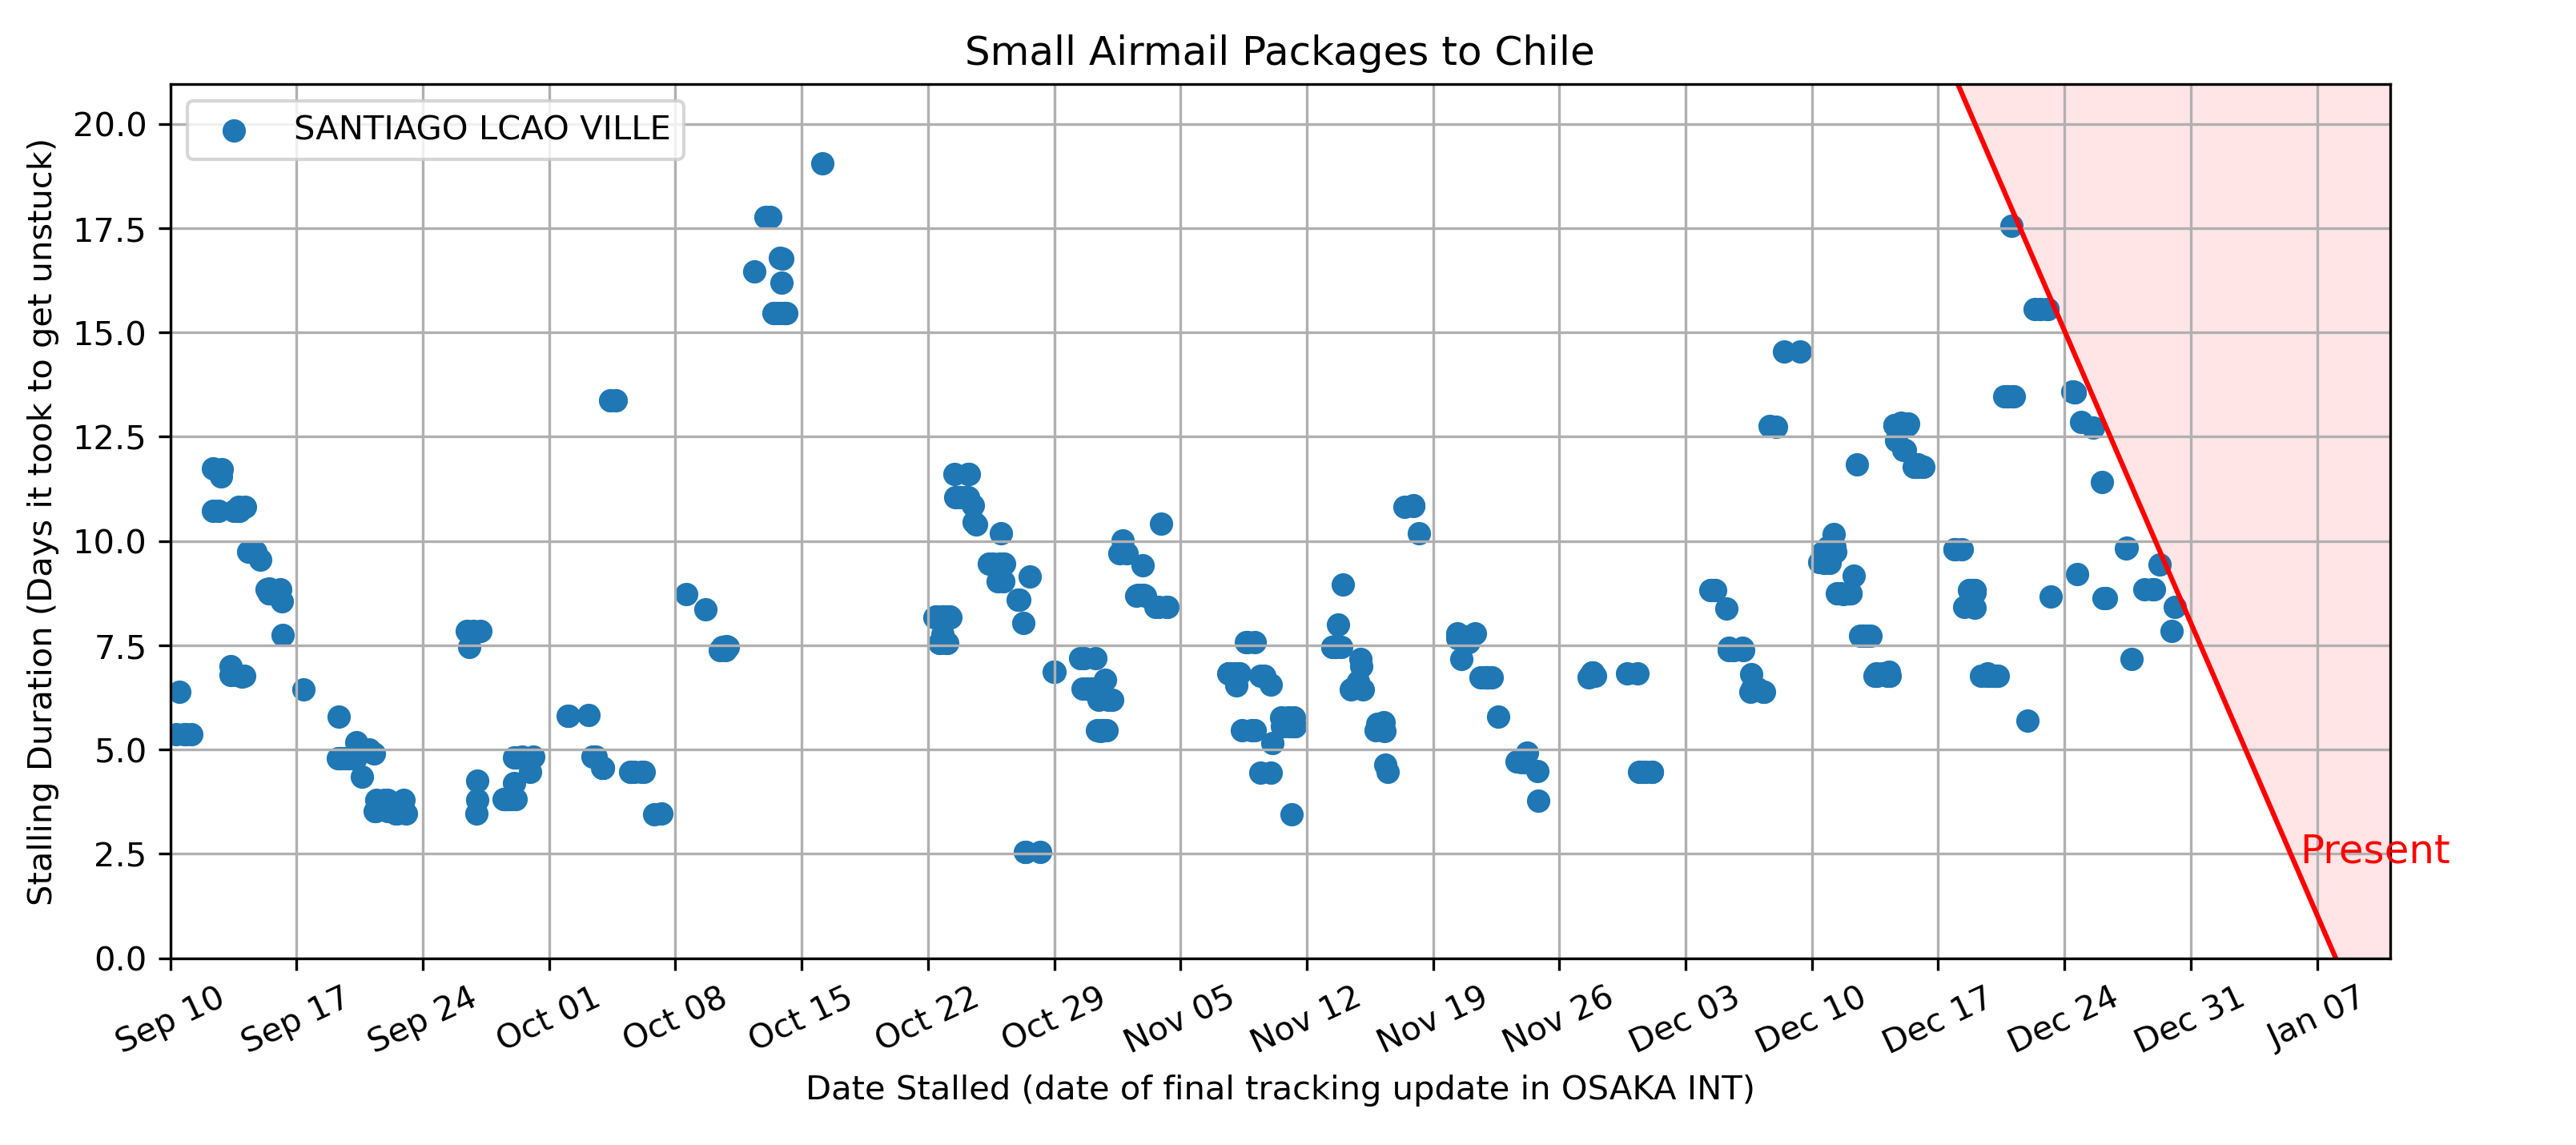 Small Airmail Packages to Chile
SANTIAGO LCAO VILLE
Stalling Duration (Days it took to get unstuck)
20.0
17.5
15.0
12.5
10.0
7.5
5.0
2.5
0.0
Present
Sep 10
Sep 17
Sep 24
Oct 01
Oct 08
Oct 15
Oct 22
Oct 29
Nov 05
Nov 12
Nov 19
Nov 26
Dec 03
Dec 10
Dec 17
Dec 24
Dec 31
Jan 07
Date Stalled (date of final tracking update in OSAKA INT)